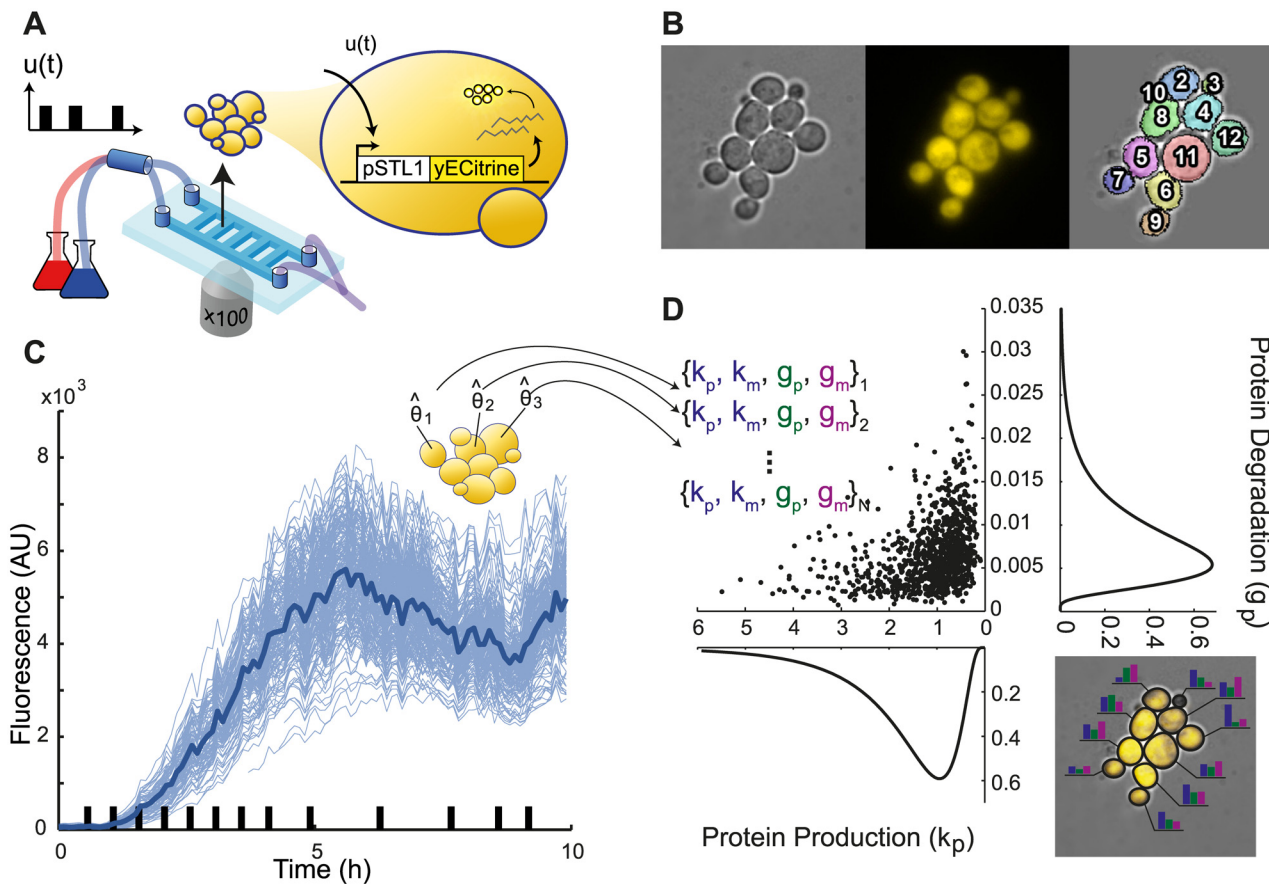 A
u(t)
u(t)
pSTL1 yECitrine
x100
B
2
3
10
8
4
12
5
11
7
6
9
C
x10³
8
6
4
2
0
Fluorescence (AU)
0 5 10
Time (h)
θ̂₁ θ̂₂ θ̂₃
D
{kₚ, kₘ, gₚ, gₘ}₁
{kₚ, kₘ, gₚ, gₘ}₂
{kₚ, kₘ, gₚ, gₘ}N
0.035
0.03
0.025
0.02
0.015
0.01
0.005
0
6 5 4 3 2 1 0
Protein Degradation (gₚ)
0 0.2 0.4 0.6
0.2
0.4
0.6
Protein Production (kₚ)